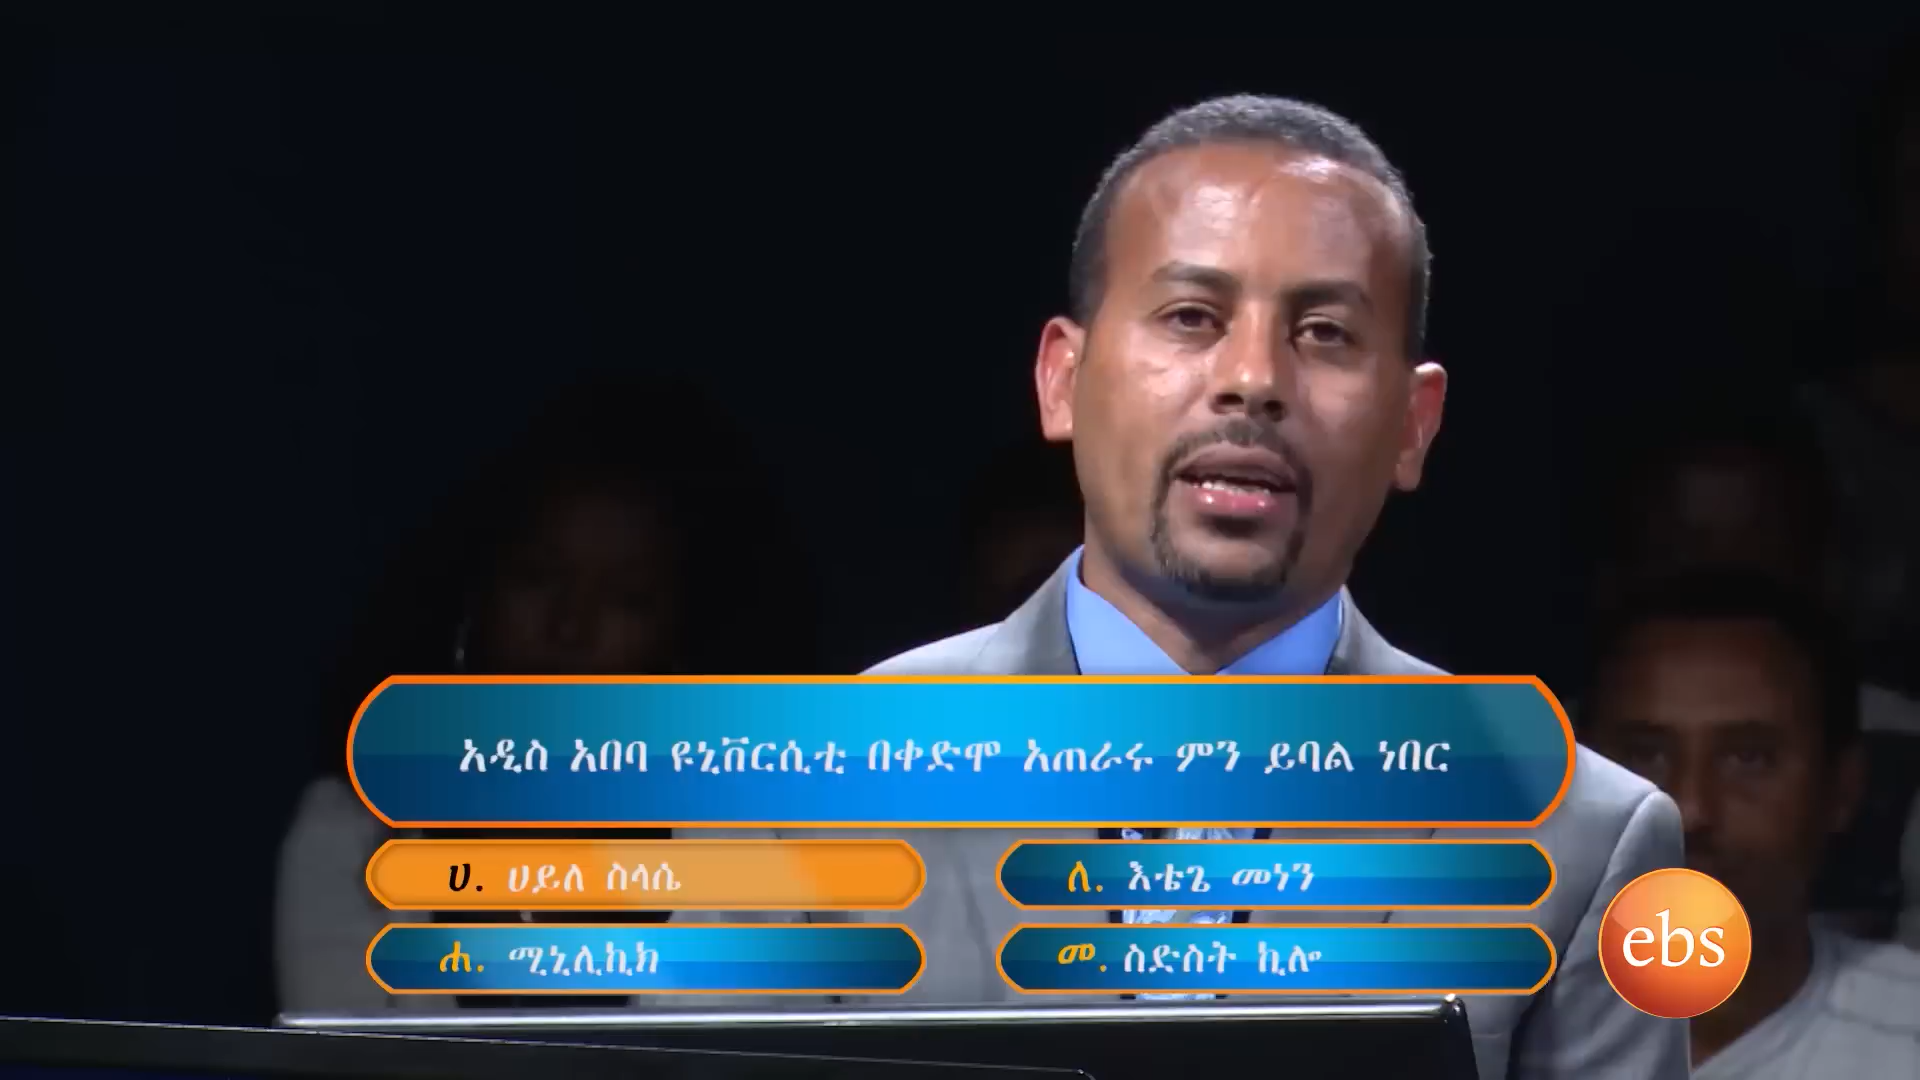 አዲስ አበባ ዩኒቨርሲቲ በቀድሞ አጠራሩ ምን ይባል ነበር
ሀ. ሀይለ ስላሴ
ለ. እቴጌ መነን
ሐ. ሚኒሊኪክ
መ. ስድስት ኪሎ
ebs